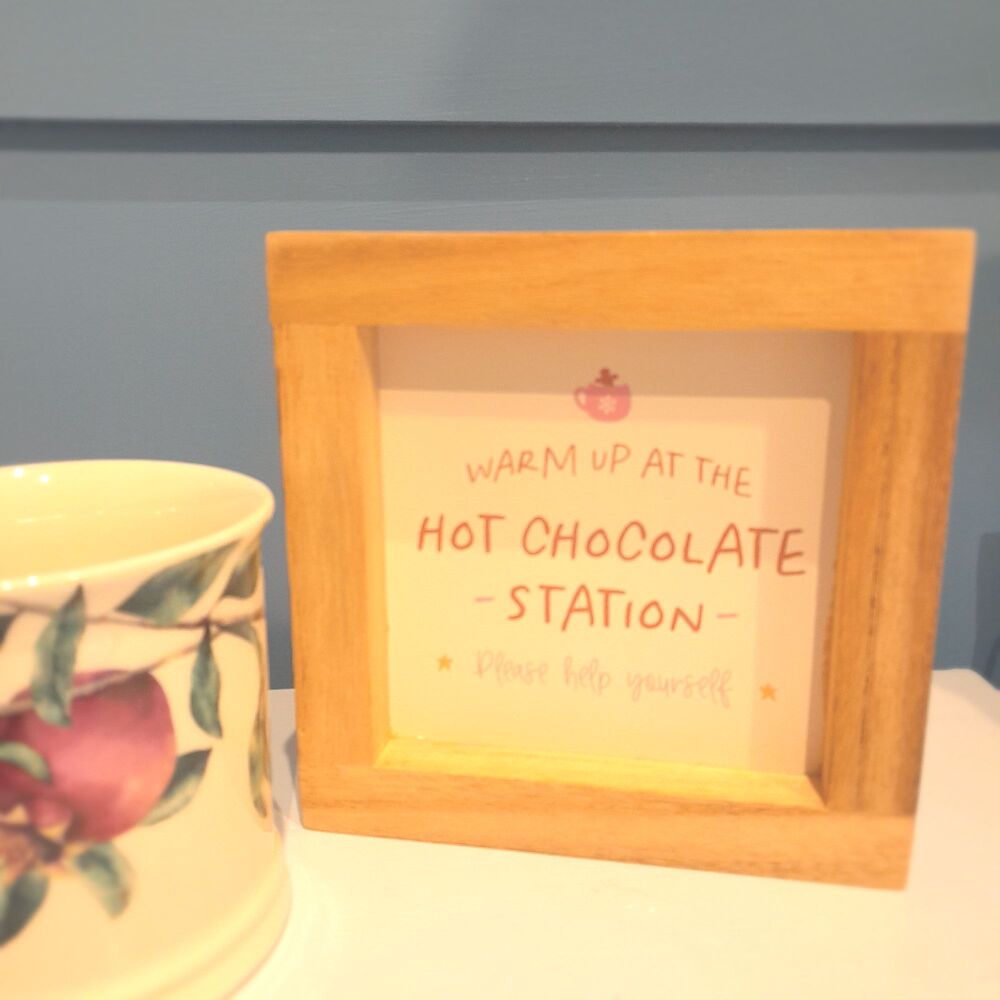 WARM UP AT THE
HOT CHOCOLATE
- STATION -
Please help yourself